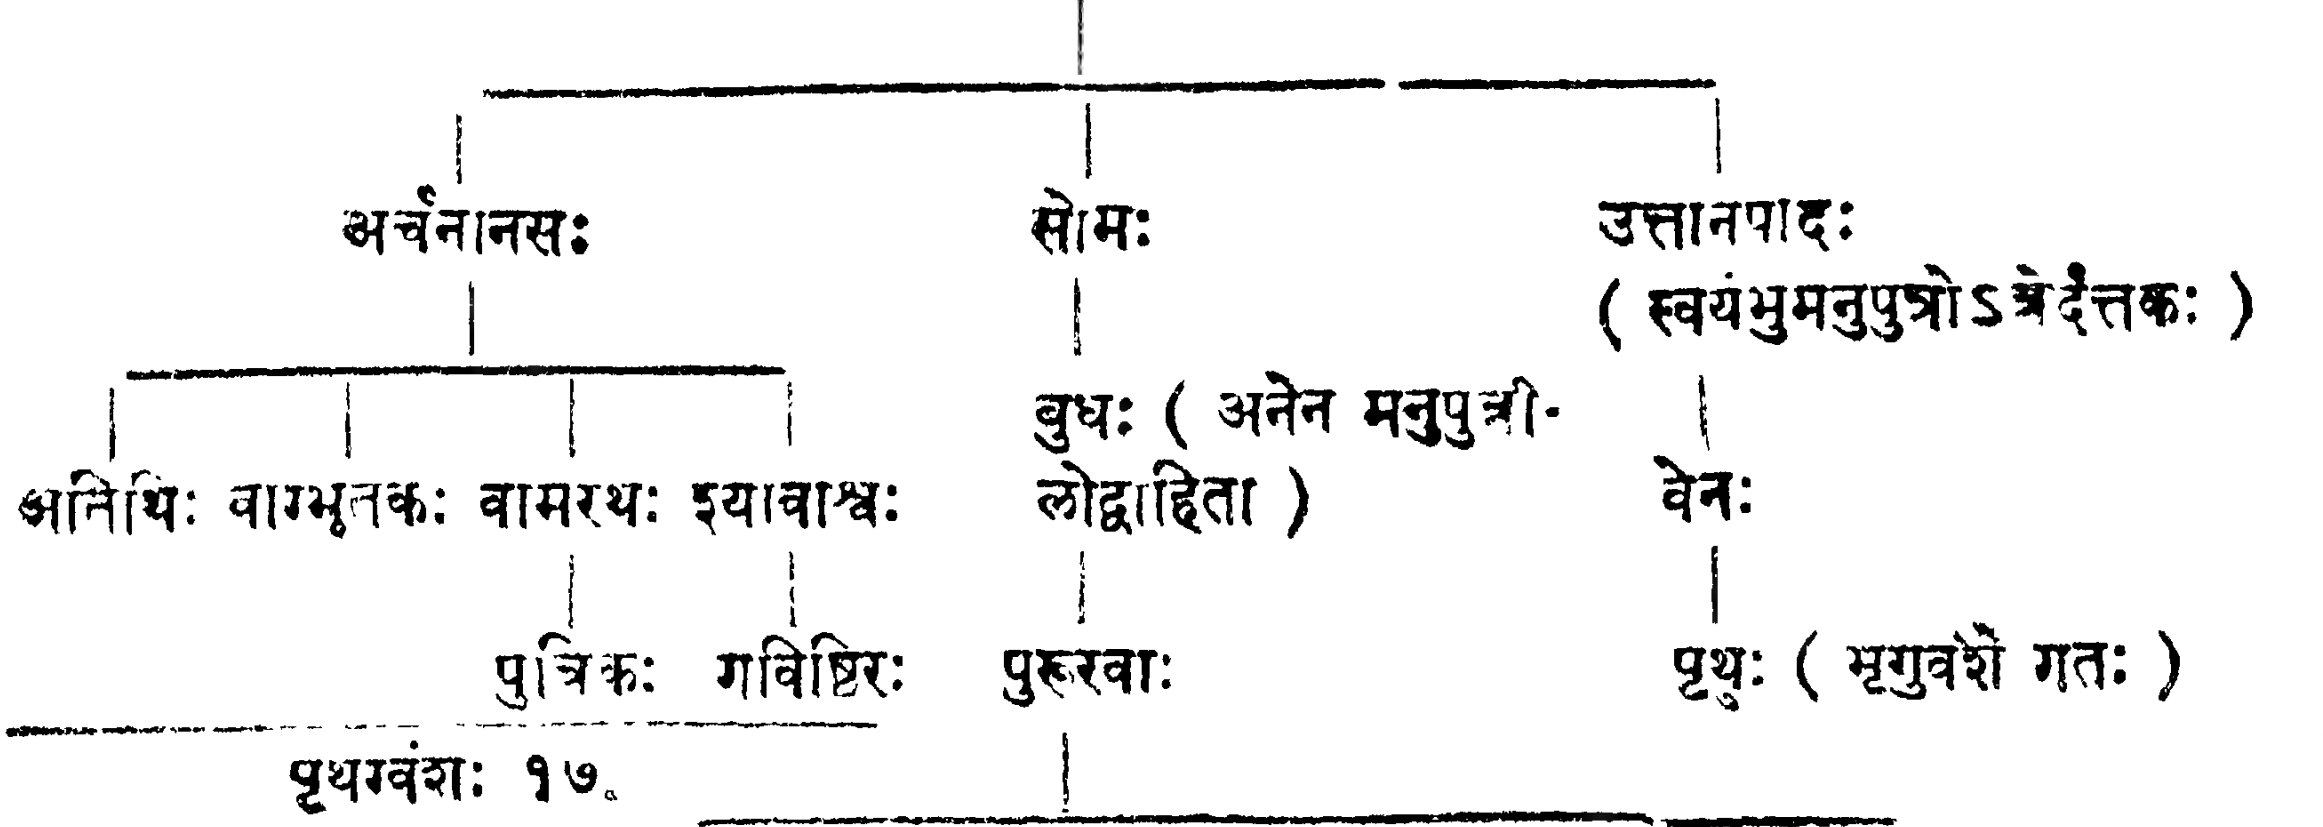 अर्चनानसः सोमः उत्तानपादः
( स्वयंभुमनुपुत्रोऽत्रेर्दत्तकः )
बुधः ( अनेन मनुपुत्री-
अतिथिः वाग्भूतकः वामरथः श्यावाश्वः लोद्वाहिता ) वेनः
पुत्रिकः गविष्टिरः पुरूरवाः पृथुः ( भृगुवंशे गतः )
पृथग्वंशः १७